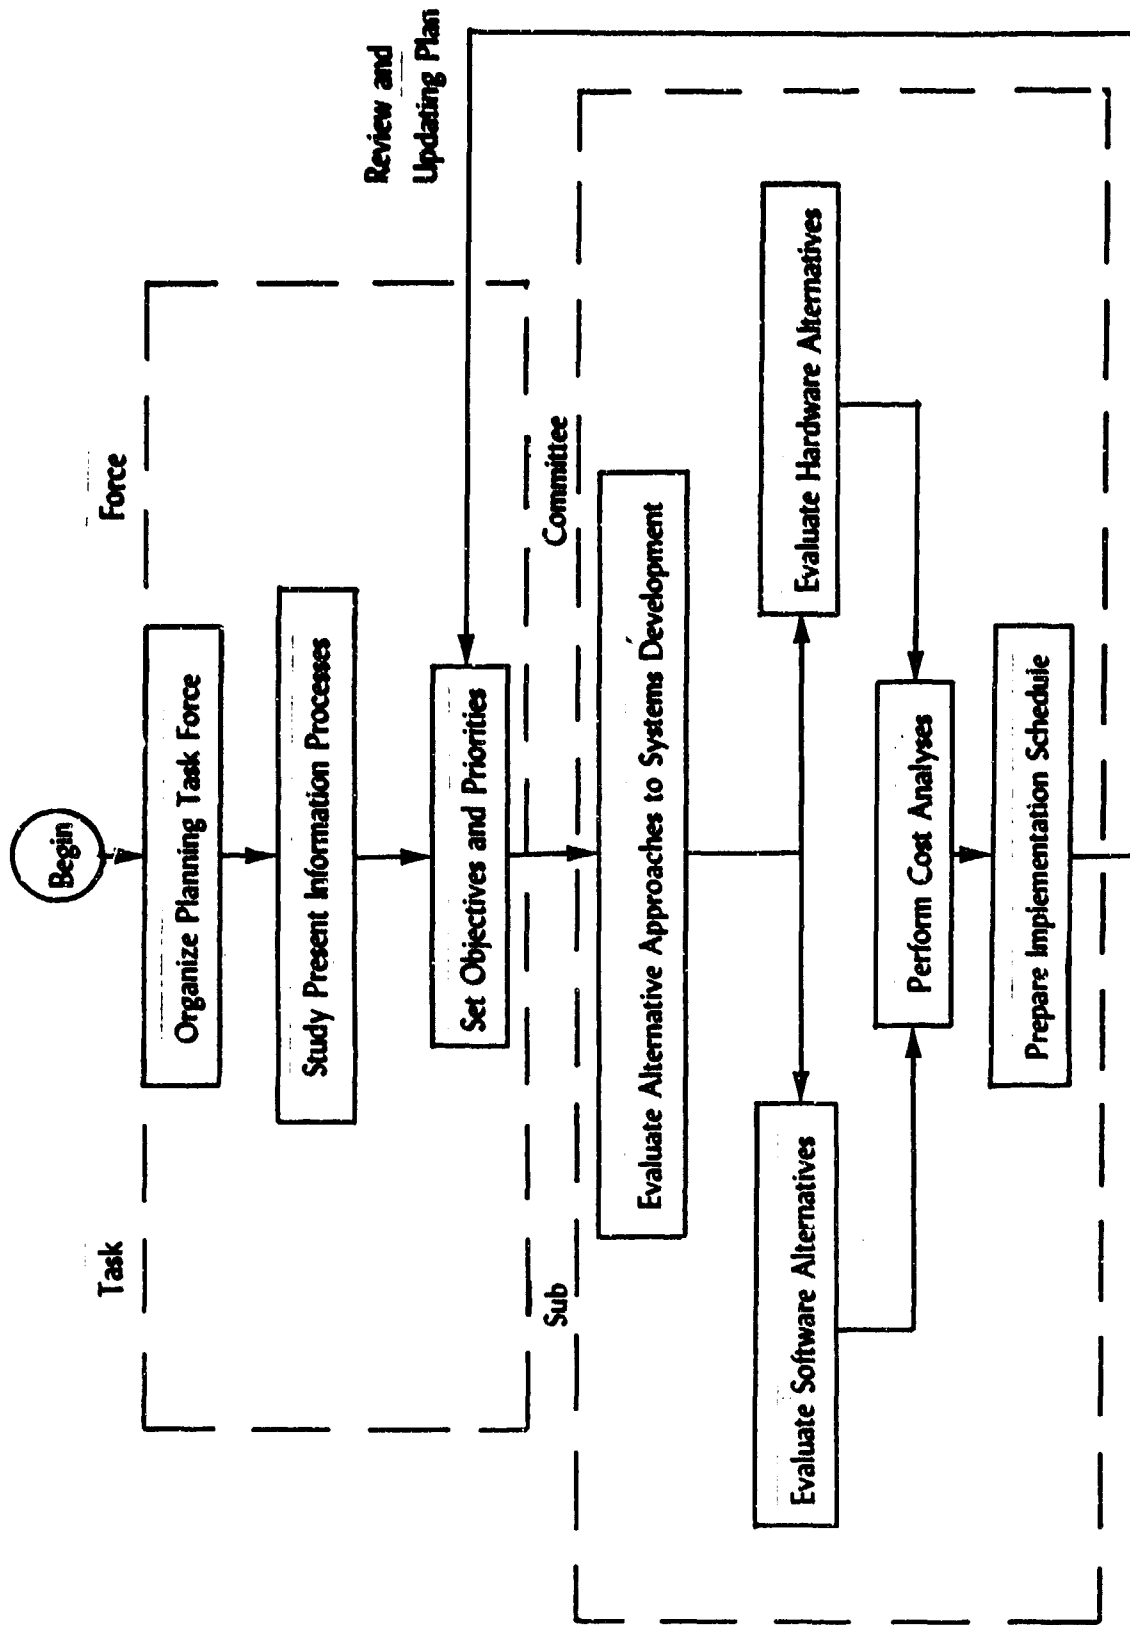 Begin
Task Force
Organize Planning Task Force
Study Present Information Processes
Set Objectives and Priorities
Review and
Updating Plan
Sub Committee
Evaluate Alternative Approaches to Systems Development
Evaluate Software Alternatives
Evaluate Hardware Alternatives
Perform Cost Analyses
Prepare Implementation Schedule